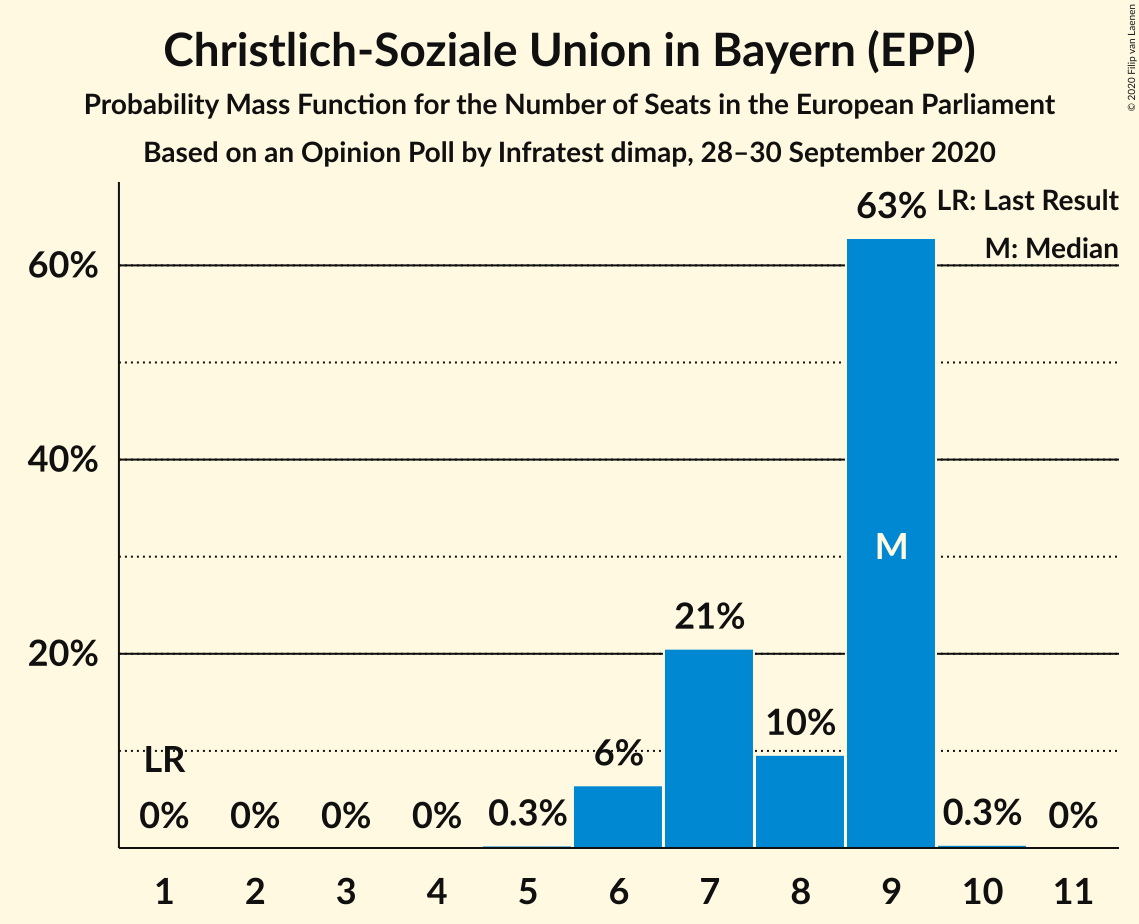 Christlich-Soziale Union in Bayern (EPP)
Probability Mass Function for the Number of Seats in the European Parliament
Based on an Opinion Poll by Infratest dimap, 28–30 September 2020
© 2020 Filip van Laenen
LR: Last Result
M: Median
63%
60%
40%
M
21%
20%
10%
6%
LR
0% 0% 0% 0% 0.3% 0.3% 0%
1 2 3 4 5 6 7 8 9 10 11